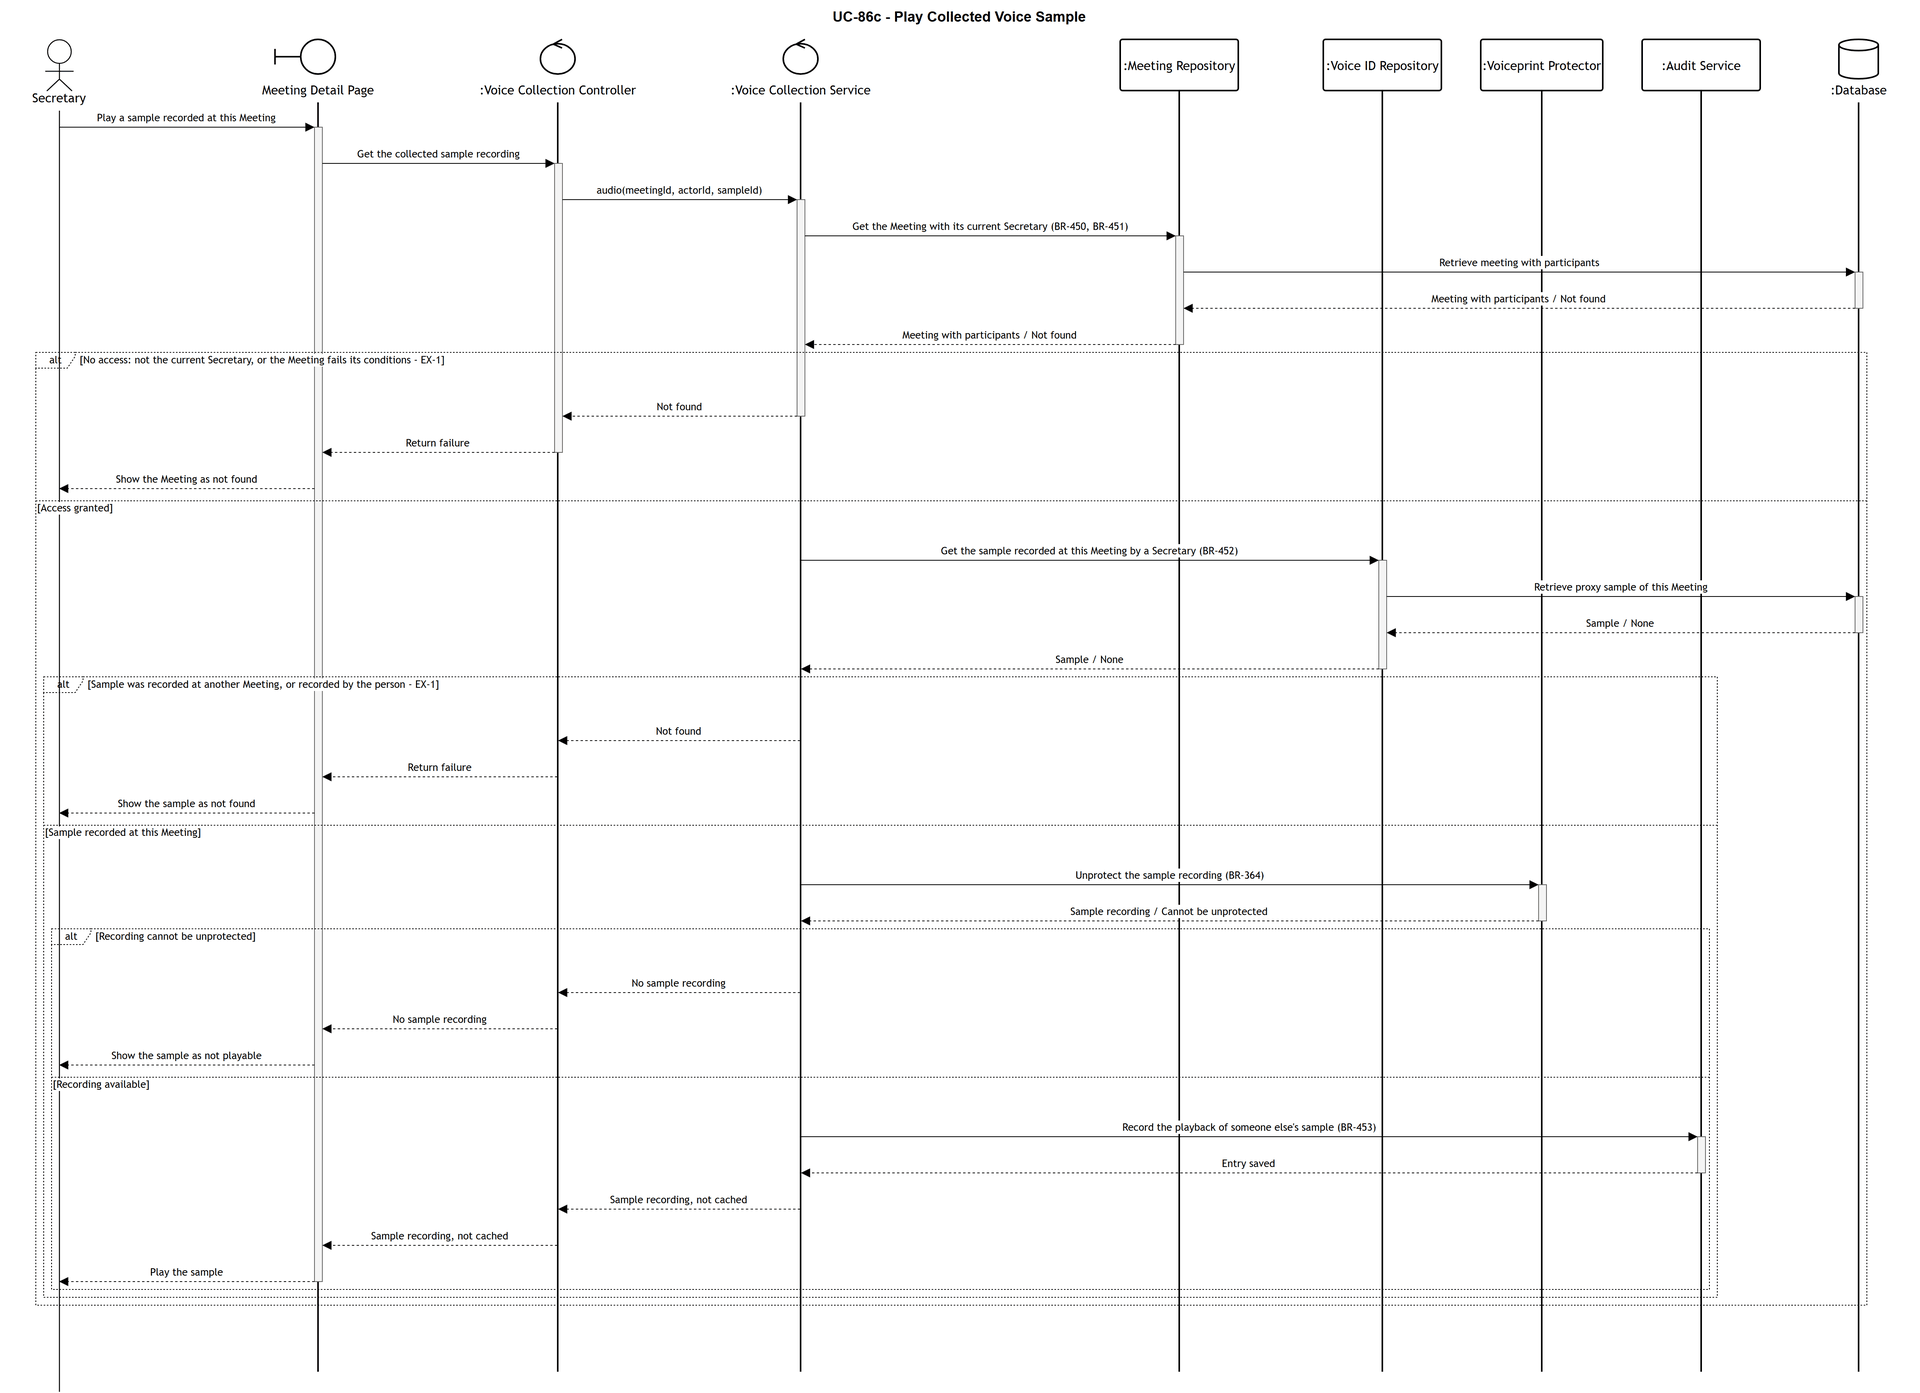 UC-86c - Play Collected Voice Sample
Secretary
Meeting Detail Page
:Voice Collection Controller
:Voice Collection Service
:Meeting Repository
:Voice ID Repository
:Voiceprint Protector
:Audit Service
:Database
Play a sample recorded at this Meeting
Get the collected sample recording
audio(meetingId, actorId, sampleId)
Get the Meeting with its current Secretary (BR-450, BR-451)
Retrieve meeting with participants
Meeting with participants / Not found
Meeting with participants / Not found
alt [No access: not the current Secretary, or the Meeting fails its conditions - EX-1]
Not found
Return failure
Show the Meeting as not found
[Access granted]
Get the sample recorded at this Meeting by a Secretary (BR-452)
Retrieve proxy sample of this Meeting
Sample / None
Sample / None
alt [Sample was recorded at another Meeting, or recorded by the person - EX-1]
Not found
Return failure
Show the sample as not found
[Sample recorded at this Meeting]
Unprotect the sample recording (BR-364)
Sample recording / Cannot be unprotected
alt [Recording cannot be unprotected]
No sample recording
No sample recording
Show the sample as not playable
[Recording available]
Record the playback of someone else's sample (BR-453)
Entry saved
Sample recording, not cached
Sample recording, not cached
Play the sample